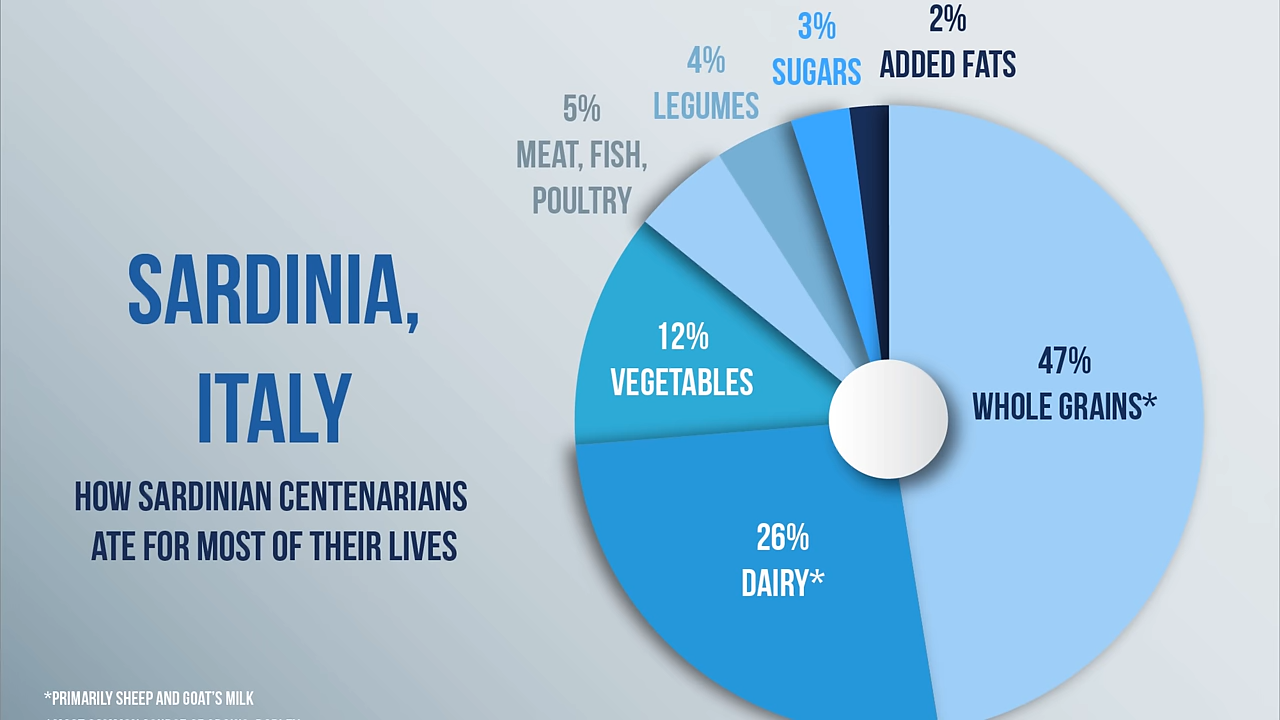 2%
3%
ADDED FATS
4%
SUGARS
5%
LEGUMES
MEAT, FISH,
POULTRY
SARDINIA,
ITALY
HOW SARDINIAN CENTENARIANS
ATE FOR MOST OF THEIR LIVES
12%
VEGETABLES
47%
WHOLE GRAINS*
26%
DAIRY*
*PRIMARILY SHEEP AND GOAT'S MILK